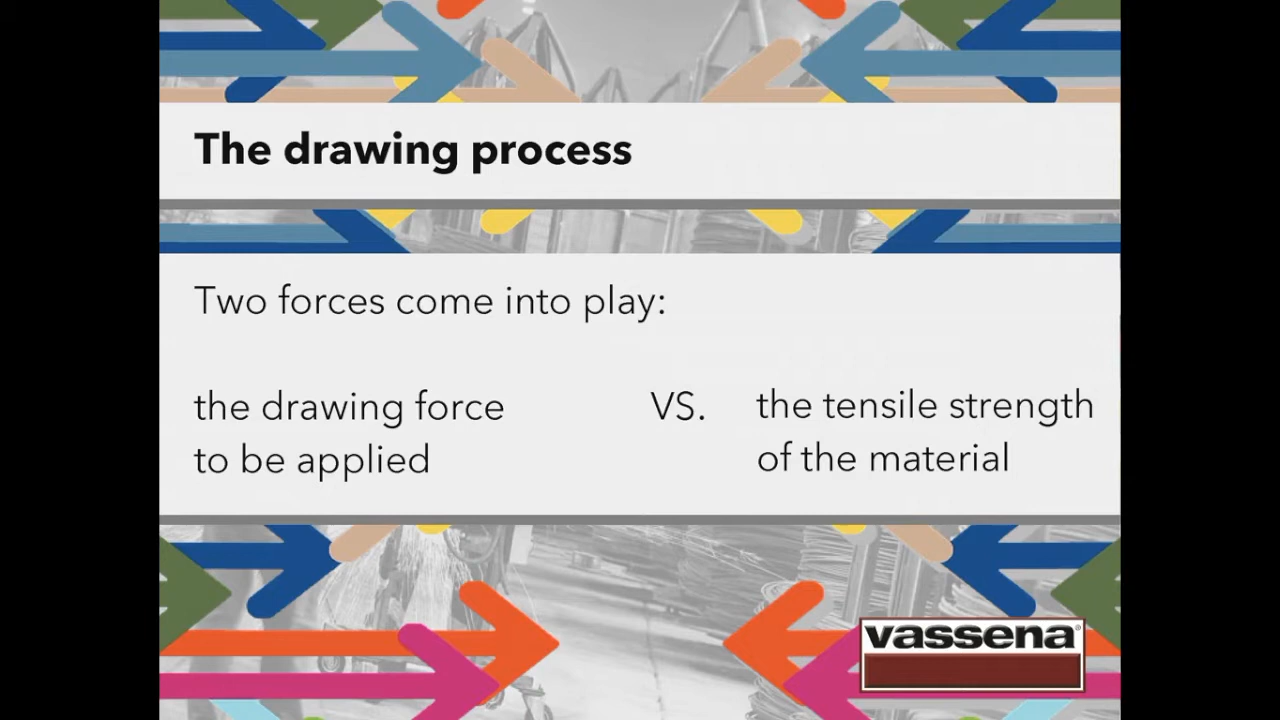 The drawing process
Two forces come into play:
the drawing force
to be applied
VS.
the tensile strength
of the material
vassena®